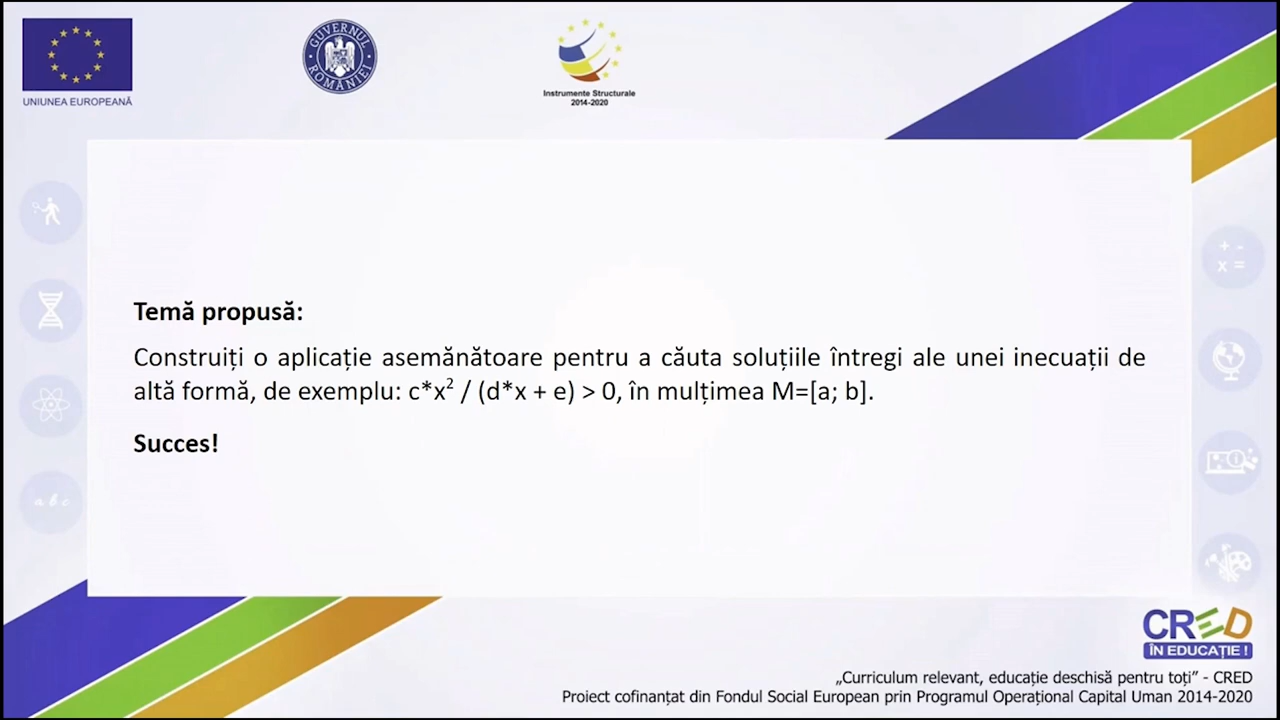 UNIUNEA EUROPEANĂ
GUVERNUL ROMÂNIEI
Instrumente Structurale
2014-2020
+ -
x =
a b c
Temă propusă:
Construiți o aplicație asemănătoare pentru a căuta soluțiile întregi ale unei inecuații de
altă formă, de exemplu: c*x² / (d*x + e) > 0, în mulțimea M=[a; b].
Succes!
CRED
ÎN EDUCAȚIE !
„Curriculum relevant, educație deschisă pentru toți” - CRED
Proiect cofinanțat din Fondul Social European prin Programul Operațional Capital Uman 2014-2020